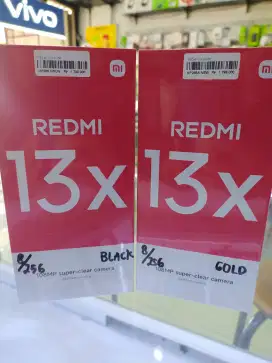 vivo
mi
REDMI
13x
8/256
BLACK
108MP super-clear camera
mi
REDMI
13x
8/256
GOLD
108MP super-clear camera